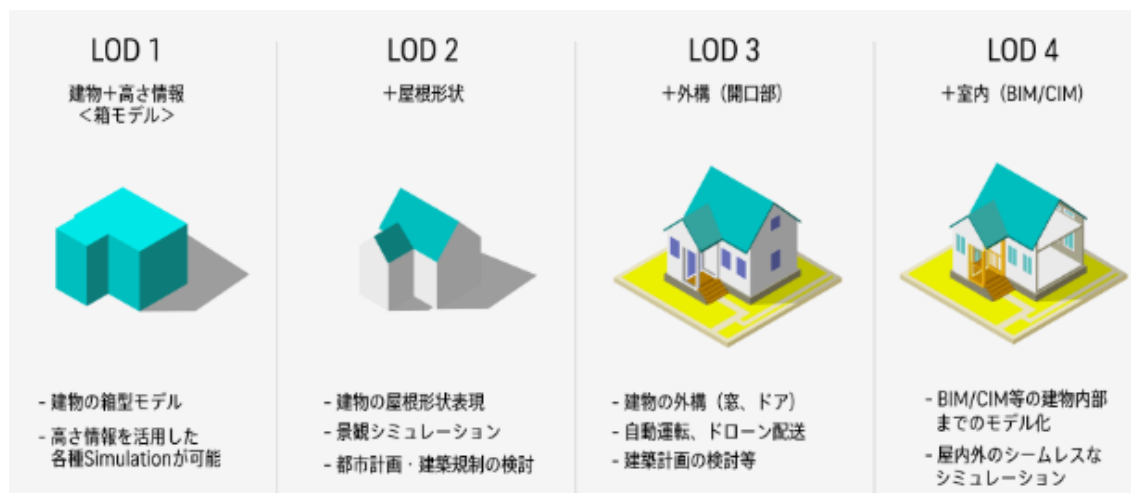 LOD 1
建物＋高さ情報
＜箱モデル＞
- 建物の箱型モデル
- 高さ情報を活用した
各種Simulationが可能
LOD 2
＋屋根形状
- 建物の屋根形状表現
- 景観シミュレーション
- 都市計画・建築規制の検討
LOD 3
＋外構（開口部）
- 建物の外構（窓、ドア）
- 自動運転、ドローン配送
- 建築計画の検討等
LOD 4
＋室内（BIM/CIM）
- BIM/CIM等の建物内部
までのモデル化
- 屋内外のシームレスな
シミュレーション